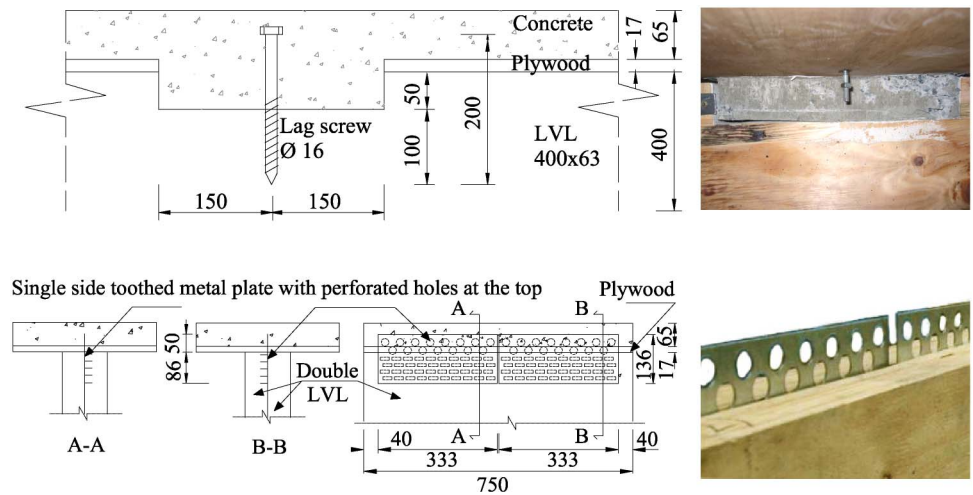 Concrete
17
65
Plywood
50
200
Lag screw
Ø 16
100
LVL
400x63
400
150
150
Single side toothed metal plate with perforated holes at the top
Plywood
A
B
50
86
65
136
17
Double
LVL
A
B
A-A
B-B
40
40
333
333
750